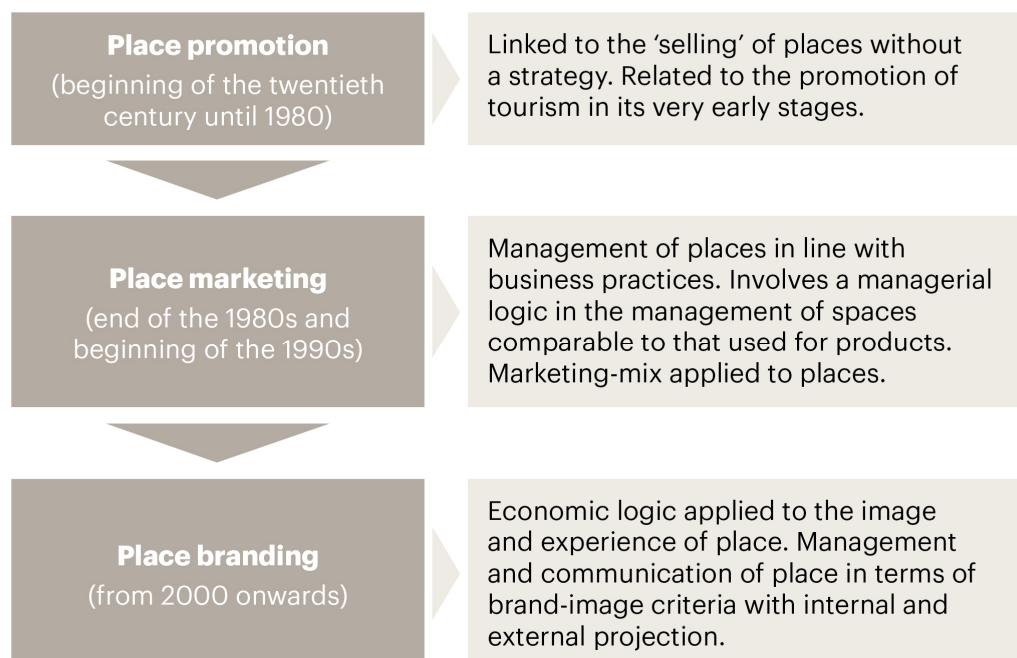 Place promotion
(beginning of the twentieth
century until 1980)
Linked to the ‘selling’ of places without
a strategy. Related to the promotion of
tourism in its very early stages.
Place marketing
(end of the 1980s and
beginning of the 1990s)
Management of places in line with
business practices. Involves a managerial
logic in the management of spaces
comparable to that used for products.
Marketing-mix applied to places.
Place branding
(from 2000 onwards)
Economic logic applied to the image
and experience of place. Management
and communication of place in terms of
brand-image criteria with internal and
external projection.